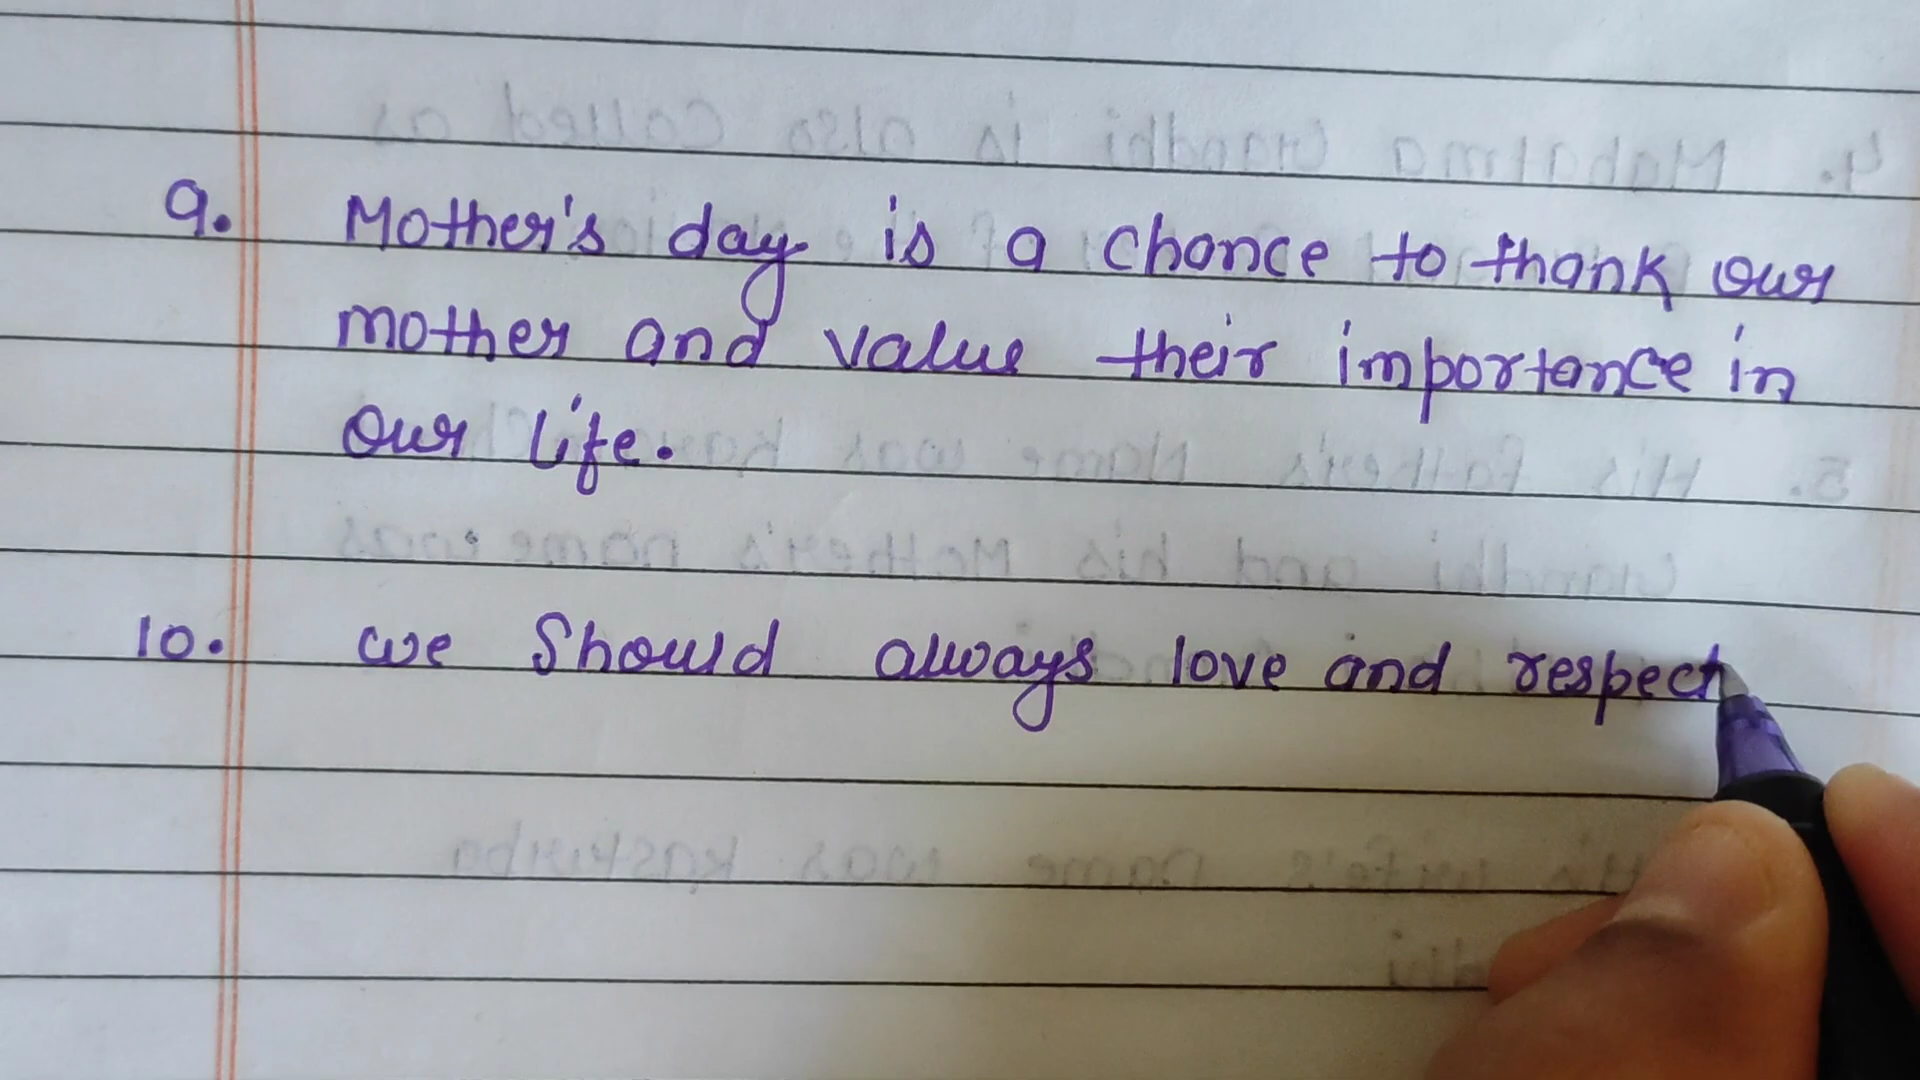 9. Mother's day is a chance to thank our
mother and value their importance in
our life.
10. we Should always love and respect